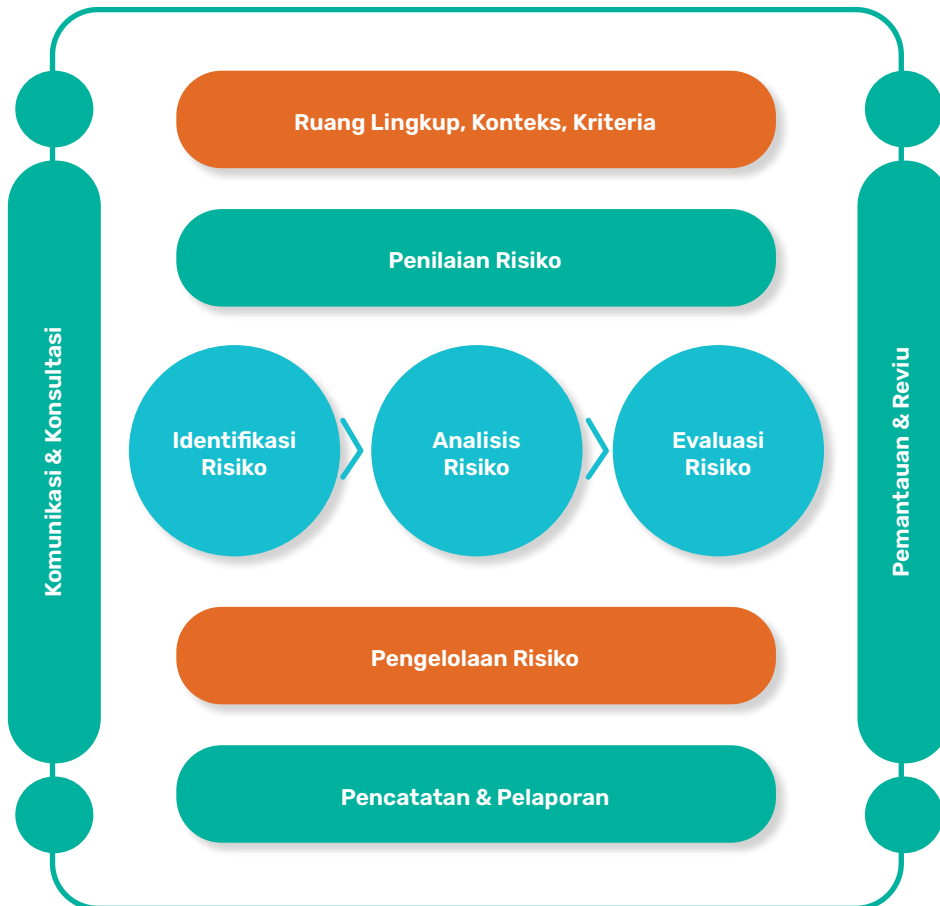 Ruang Lingkup, Konteks, Kriteria
Penilaian Risiko
Komunikasi & Konsultasi
Identifikasi
Risiko
Analisis
Risiko
Evaluasi
Risiko
Pemantauan & Reviu
Pengelolaan Risiko
Pencatatan & Pelaporan